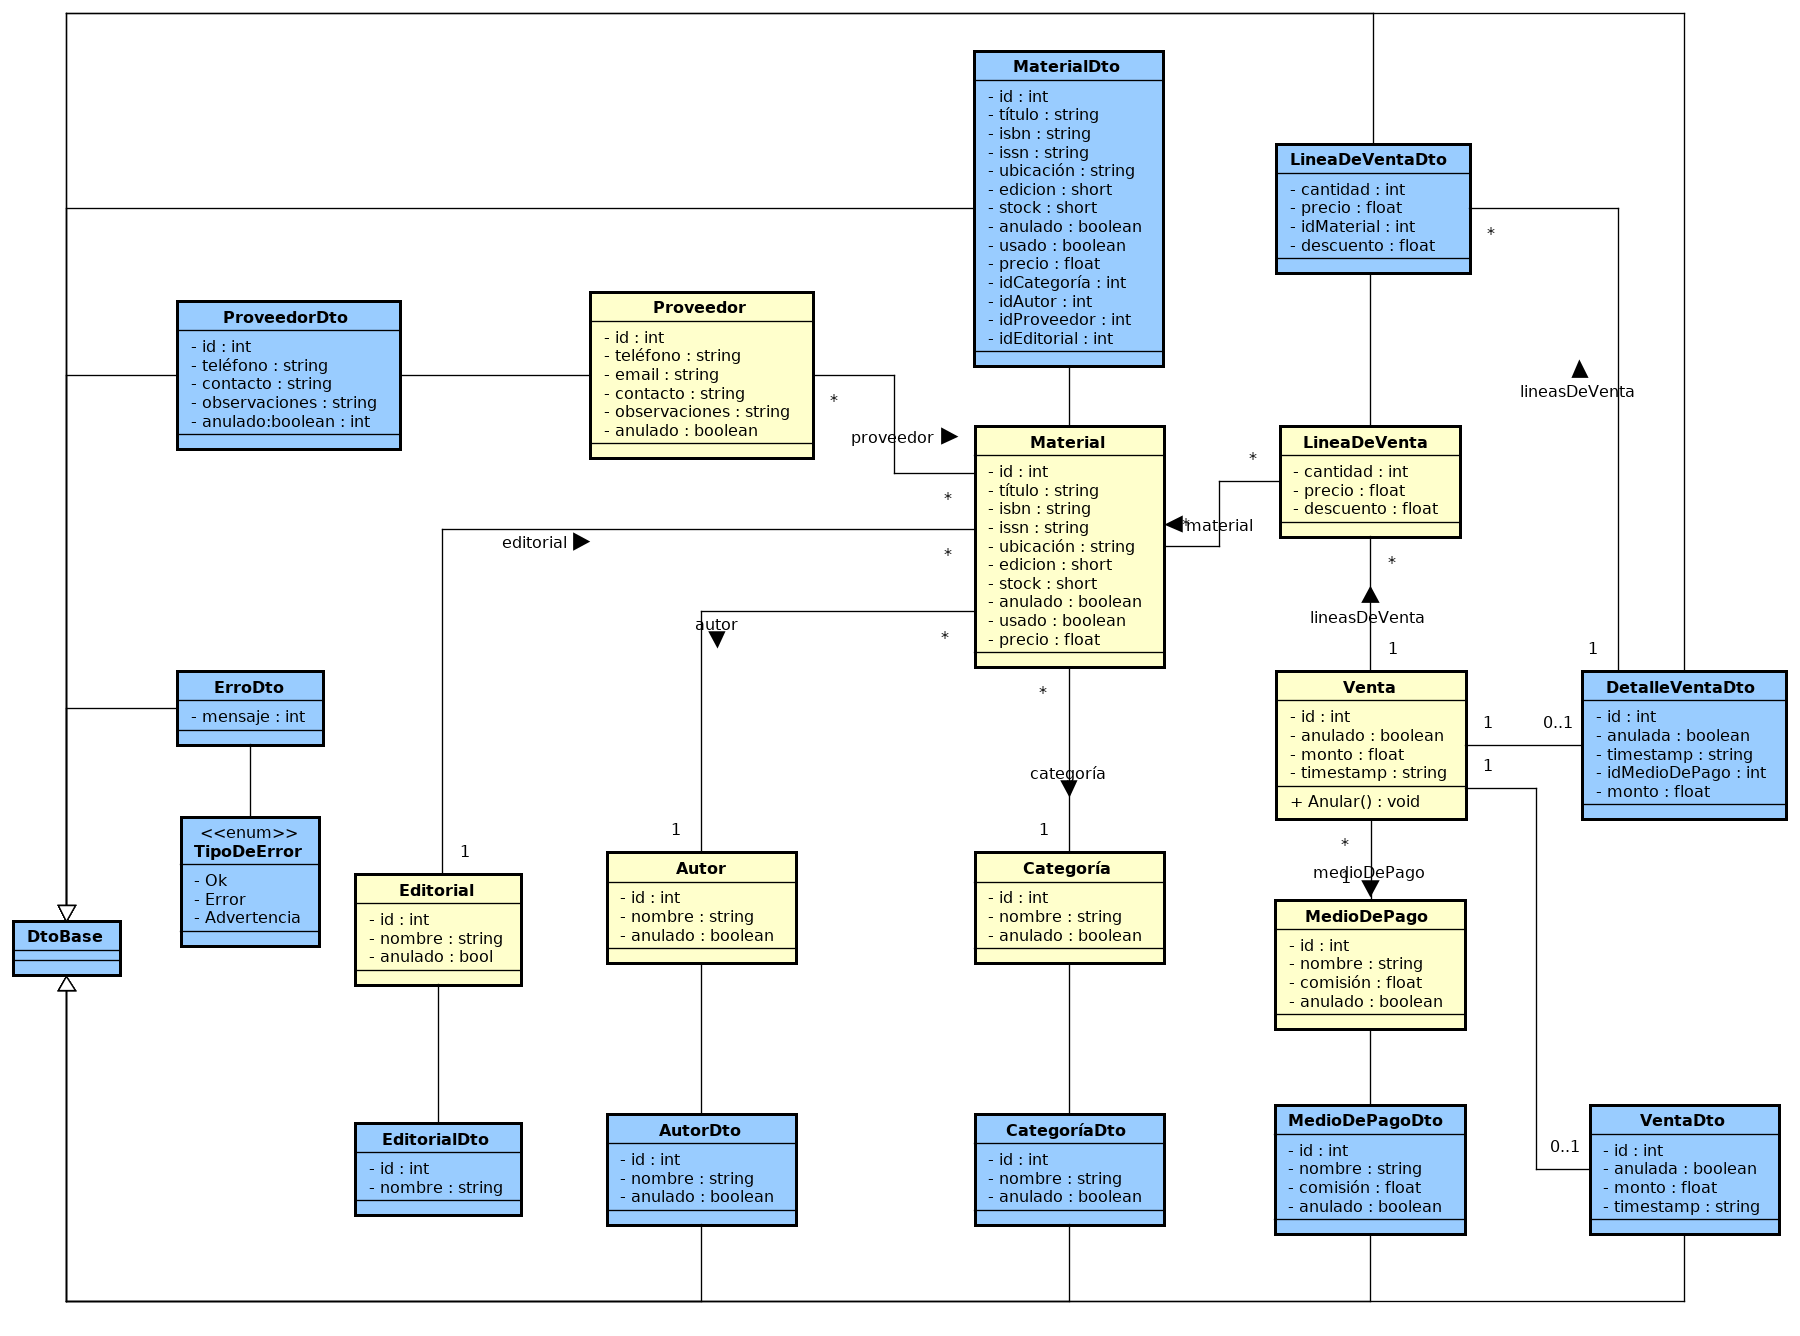 MaterialDto
- id : int
- título : string
- isbn : string
- issn : string
- ubicación : string
- edicion : short
- stock : short
- anulado : boolean
- usado : boolean
- precio : float
- idCategoría : int
- idAutor : int
- idProveedor : int
- idEditorial : int
LineaDeVentaDto
- cantidad : int
- precio : float
- idMaterial : int
- descuento : float
*
ProveedorDto
- id : int
- teléfono : string
- contacto : string
- observaciones : string
- anulado:boolean : int
Proveedor
- id : int
- teléfono : string
- email : string
- contacto : string
- observaciones : string
- anulado : boolean
*
proveedor
*
lineasDeVenta
Material
- id : int
- título : string
- isbn : string
- issn : string
- ubicación : string
- edicion : short
- stock : short
- anulado : boolean
- usado : boolean
- precio : float
LineaDeVenta
- cantidad : int
- precio : float
- descuento : float
*
*
material
editorial
*
autor
*
*
lineasDeVenta
1
1
*
ErroDto
- mensaje : int
<<enum>>
TipoDeError
- Ok
- Error
- Advertencia
Venta
- id : int
- anulado : boolean
- monto : float
- timestamp : string
+ Anular() : void
1
0..1
1
DetalleVentaDto
- id : int
- anulada : boolean
- timestamp : string
- idMedioDePago : int
- monto : float
categoría
1
1
1
*
medioDePago
1
DtoBase
Editorial
- id : int
- nombre : string
- anulado : bool
Autor
- id : int
- nombre : string
- anulado : boolean
Categoría
- id : int
- nombre : string
- anulado : boolean
MedioDePago
- id : int
- nombre : string
- comisión : float
- anulado : boolean
EditorialDto
- id : int
- nombre : string
AutorDto
- id : int
- nombre : string
- anulado : boolean
CategoríaDto
- id : int
- nombre : string
- anulado : boolean
MedioDePagoDto
- id : int
- nombre : string
- comisión : float
- anulado : boolean
0..1
VentaDto
- id : int
- anulada : boolean
- monto : float
- timestamp : string